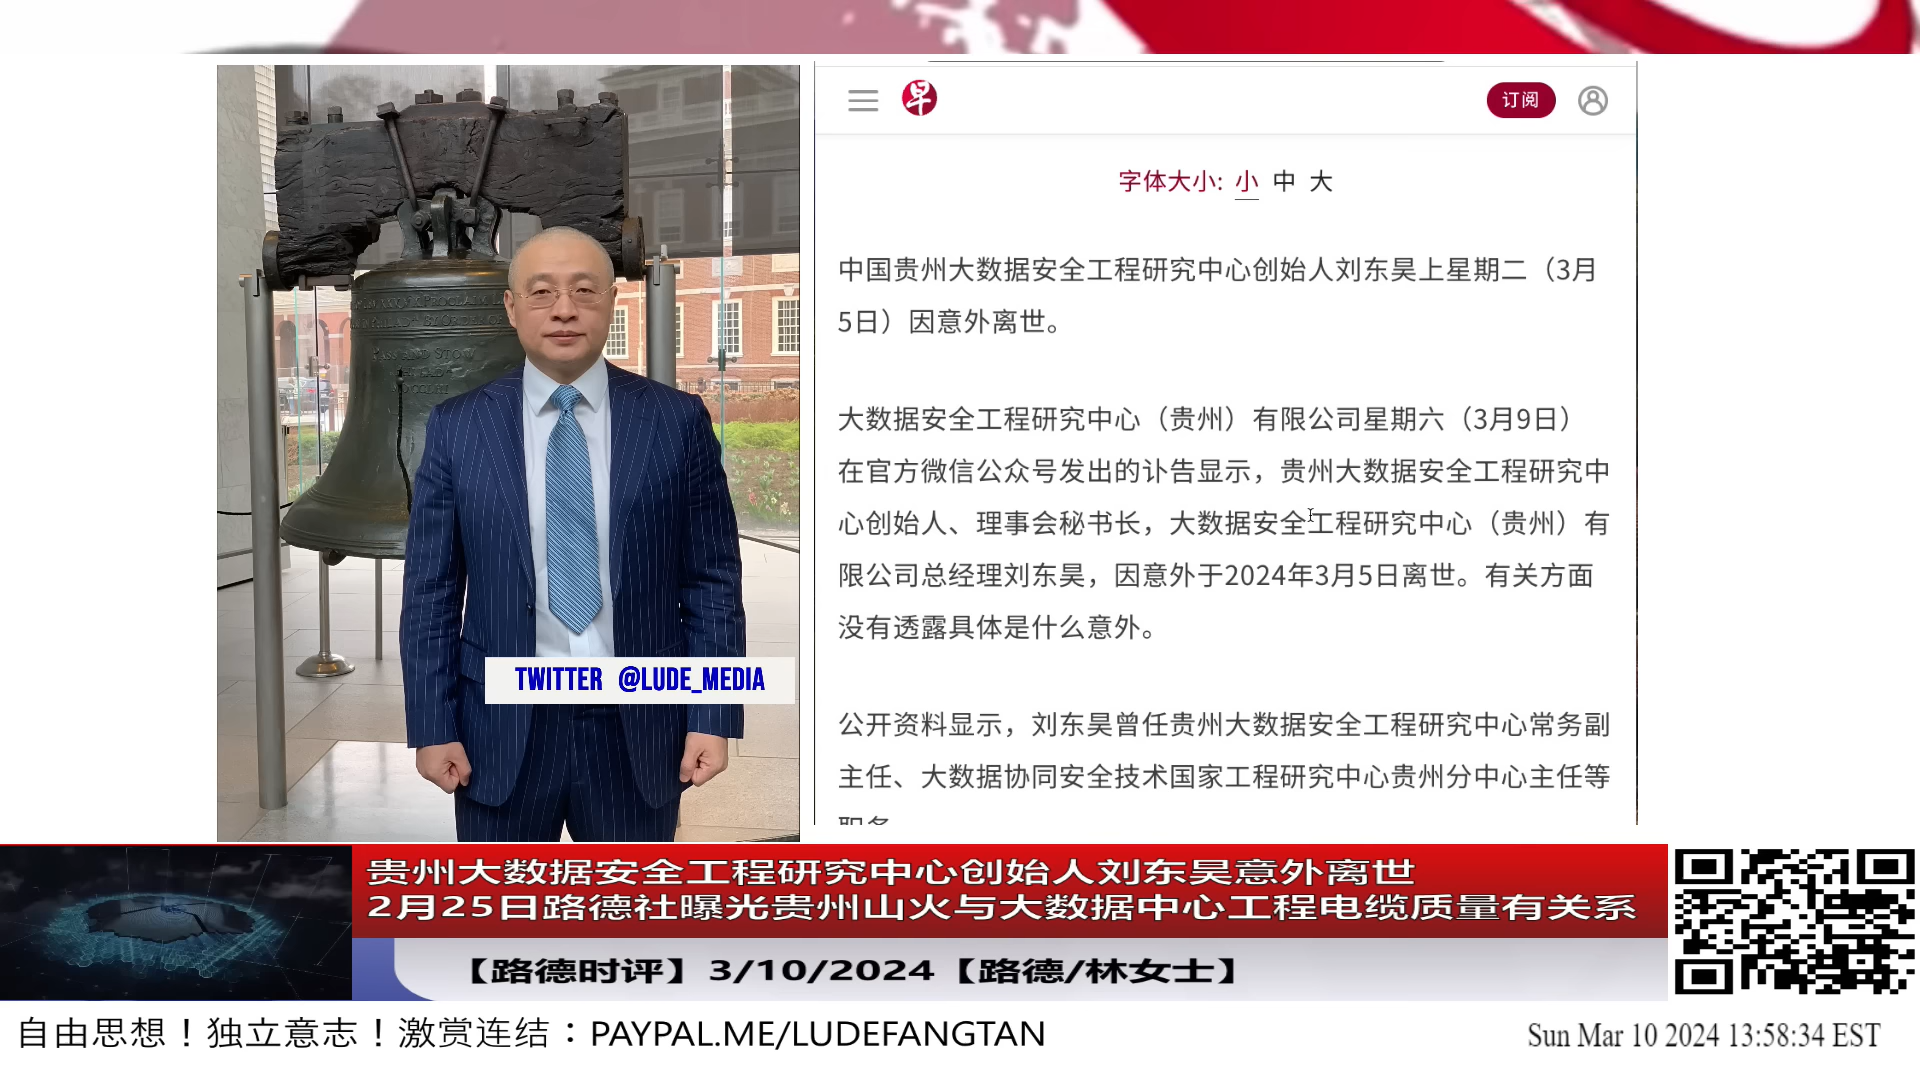 早
订阅
字体大小: 小 中 大
中国贵州大数据安全工程研究中心创始人刘东昊上星期二（3月
5日）因意外离世。
大数据安全工程研究中心（贵州）有限公司星期六（3月9日）
在官方微信公众号发出的讣告显示，贵州大数据安全工程研究中
心创始人、理事会秘书长，大数据安全工程研究中心（贵州）有
限公司总经理刘东昊，因意外于2024年3月5日离世。有关方面
没有透露具体是什么意外。
公开资料显示，刘东昊曾任贵州大数据安全工程研究中心常务副
主任、大数据协同安全技术国家工程研究中心贵州分中心主任等
PASS AND STOW
TWITTER @LUDE_MEDIA
贵州大数据安全工程研究中心创始人刘东昊意外离世
2月25日路德社曝光贵州山火与大数据中心工程电缆质量有关系
【路德时评】3/10/2024【路德/林女士】
自由思想！独立意志！激赏连结：PAYPAL.ME/LUDEFANGTAN
Sun Mar 10 2024 13:58:34 EST